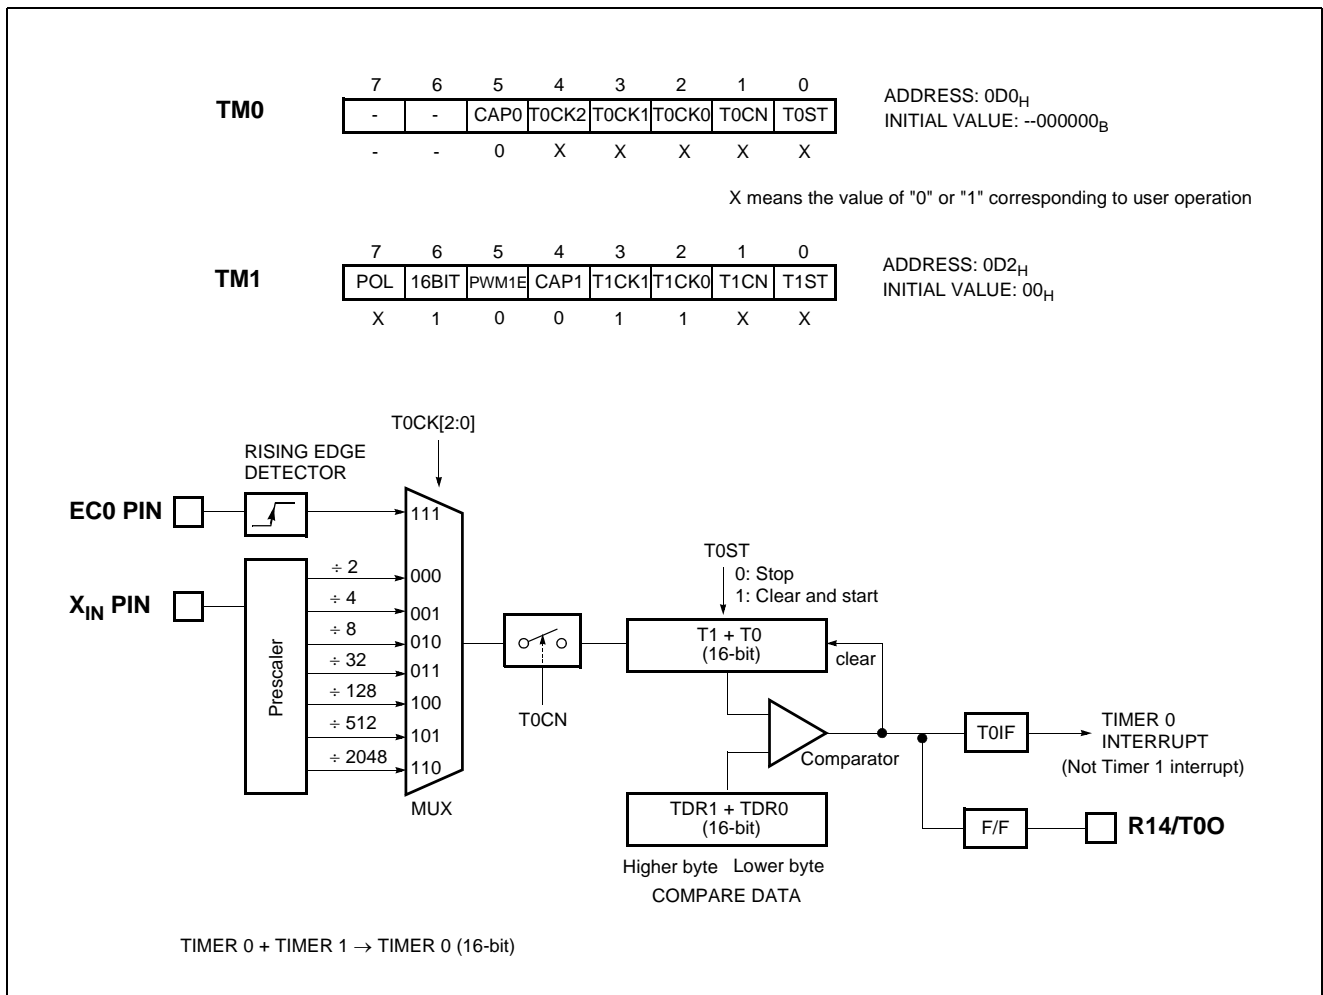 7 6 5 4 3 2 1 0
TM0
- - CAP0 T0CK2 T0CK1 T0CK0 T0CN T0ST
- - 0 X X X X X
ADDRESS: 0D0H
INITIAL VALUE: --000000B
X means the value of "0" or "1" corresponding to user operation
7 6 5 4 3 2 1 0
TM1
POL 16BIT PWM1E CAP1 T1CK1 T1CK0 T1CN T1ST
X 1 0 0 1 1 X X
ADDRESS: 0D2H
INITIAL VALUE: 00H
T0CK[2:0]
RISING EDGE
DETECTOR
EC0 PIN
111
XIN PIN
Prescaler
÷ 2
000
÷ 4
001
÷ 8
010
÷ 32
011
÷ 128
100
÷ 512
101
÷ 2048
110
MUX
T0CN
T0ST
0: Stop
1: Clear and start
T1 + T0
(16-bit)
clear
Comparator
T0IF
TIMER 0
INTERRUPT
(Not Timer 1 interrupt)
TDR1 + TDR0
(16-bit)
F/F
R14/T0O
Higher byte Lower byte
COMPARE DATA
TIMER 0 + TIMER 1 → TIMER 0 (16-bit)